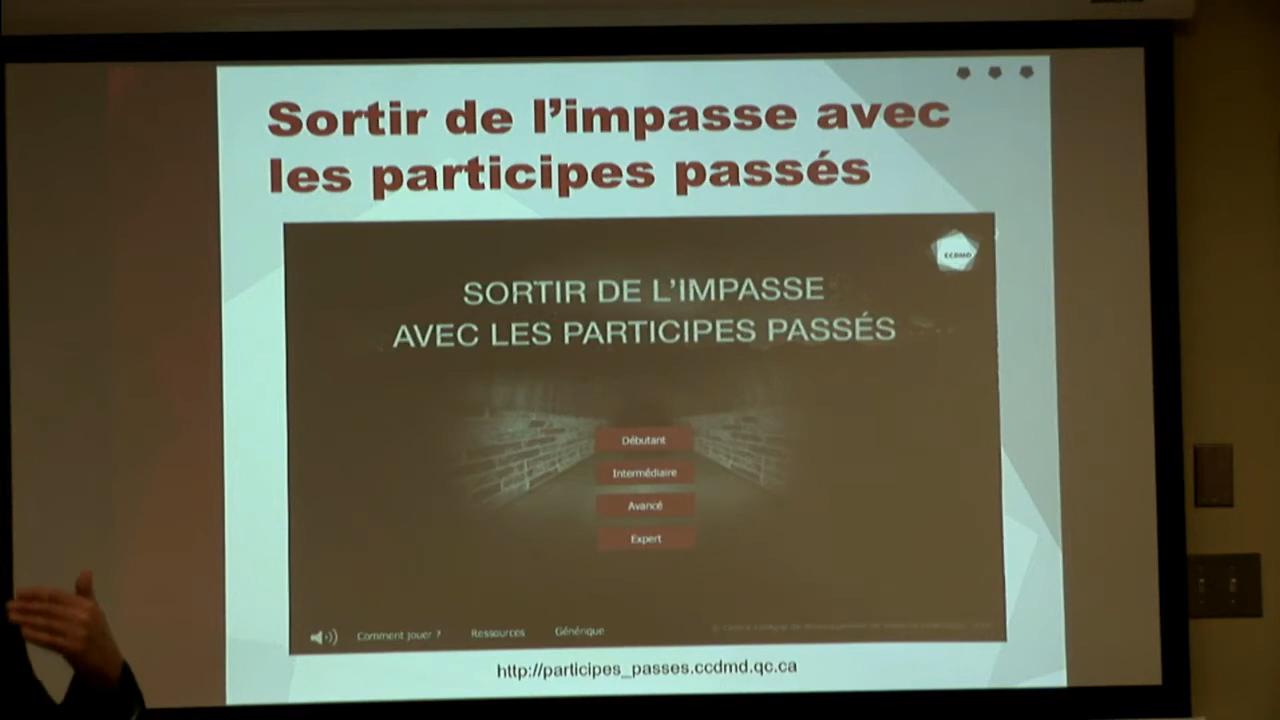 Sortir de l'impasse avec
les participes passés
CCDMD
SORTIR DE L'IMPASSE
AVEC LES PARTICIPES PASSÉS
Débutant
Intermédiaire
Avancé
Expert
Comment jouer ?
Ressources
Générique
http://participes_passes.ccdmd.qc.ca